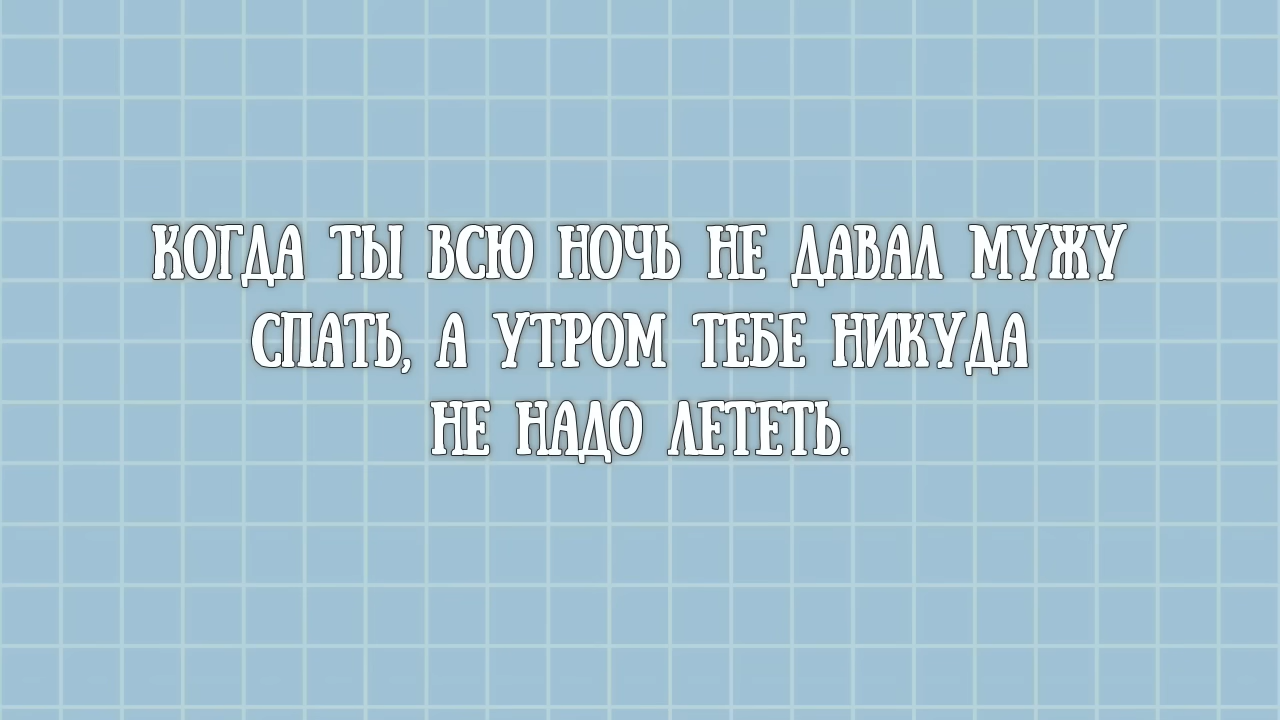 КОГДА ТЫ ВСЮ НОЧЬ НЕ ДАВАЛ МУЖУ
СПАТЬ, А УТРОМ ТЕБЕ НИКУДА
НЕ НАДО ЛЕТЕТЬ.